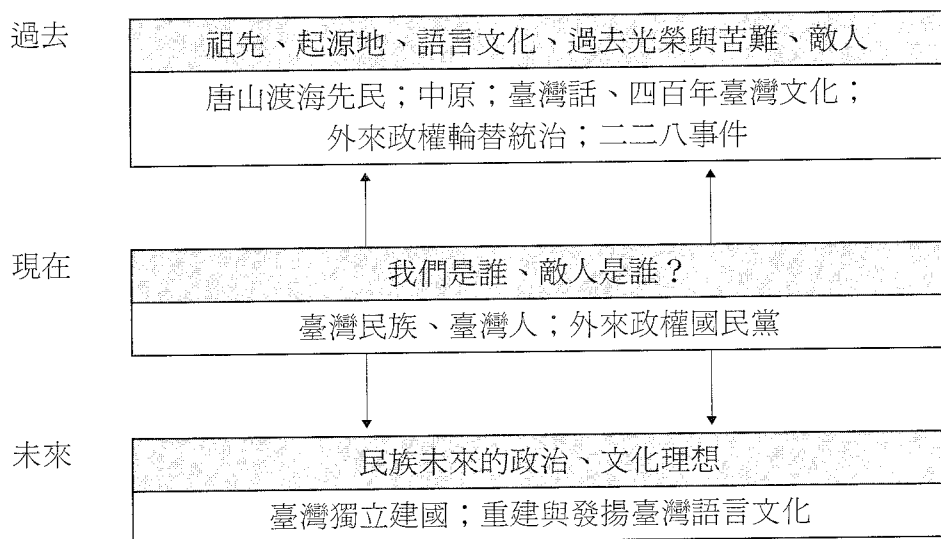 過去
祖先、起源地、語言文化、過去光榮與苦難、敵人
唐山渡海先民；中原；臺灣話、四百年臺灣文化；
外來政權輪替統治；二二八事件
現在
我們是誰、敵人是誰？
臺灣民族、臺灣人；外來政權國民黨
未來
民族未來的政治、文化理想
臺灣獨立建國；重建與發揚臺灣語言文化